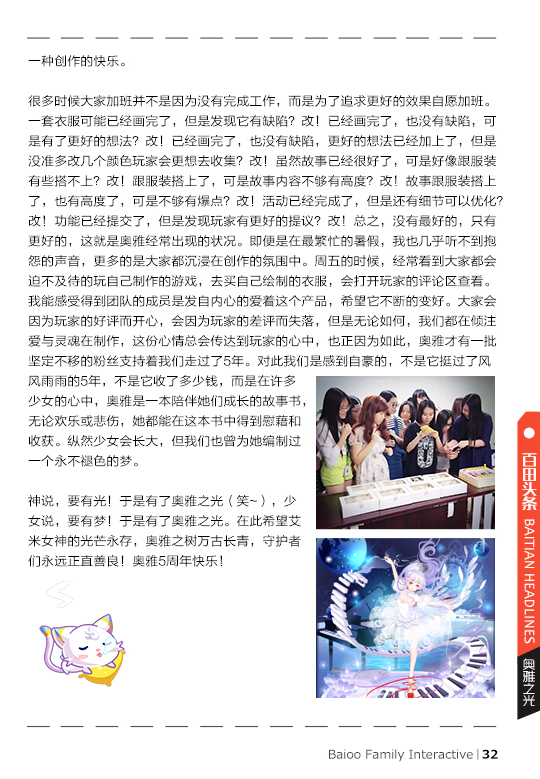 一种创作的快乐。
很多时候大家加班并不是因为没有完成工作，而是为了追求更好的效果自愿加班。
一套衣服可能已经画完了，但是发现它有缺陷？改！已经画完了，也没有缺陷，可
是有了更好的想法？改！已经画完了，也没有缺陷，更好的想法已经加上了，但是
没准多改几个颜色玩家会更想去收集？改！虽然故事已经很好了，可是好像跟服装
有些搭不上？改！跟服装搭上了，可是故事内容不够有高度？改！故事跟服装搭上
了，也有高度了，可是不够有爆点？改！活动已经完成了，但是还有细节可以优化？
改！功能已经提交了，但是发现玩家有更好的提议？改！总之，没有最好的，只有
更好的，这就是奥雅经常出现的状况。即便是在最繁忙的暑假，我也几乎听不到抱
怨的声音，更多的是大家都沉浸在创作的氛围中。周五的时候，经常看到大家都会
迫不及待的玩自己制作的游戏，去买自己绘制的衣服，会打开玩家的评论区查看。
我能感受得到团队的成员是发自内心的爱着这个产品，希望它不断的变好。大家会
因为玩家的好评而开心，会因为玩家的差评而失落，但是无论如何，我们都在倾注
爱与灵魂在制作，这份心情总会传达到玩家的心中，也正因为如此，奥雅才有一批
坚定不移的粉丝支持着我们走过了5年。对此我们是感到自豪的，不是它挺过了风
风雨雨的5年，不是它收了多少钱，而是在许多
少女的心中，奥雅是一本陪伴她们成长的故事书，
无论欢乐或悲伤，她都能在这本书中得到慰藉和
收获。纵然少女会长大，但我们也曾为她编制过
一个永不褪色的梦。
神说，要有光！于是有了奥雅之光（笑~），少
女说，要有梦！于是有了奥雅之光。在此希望艾
米女神的光芒永存，奥雅之树万古长青，守护者
们永远正直善良！奥雅5周年快乐！
百田头条 BAITIAN HEADLINES
奥雅之光
Baioo Family Interactive | 32